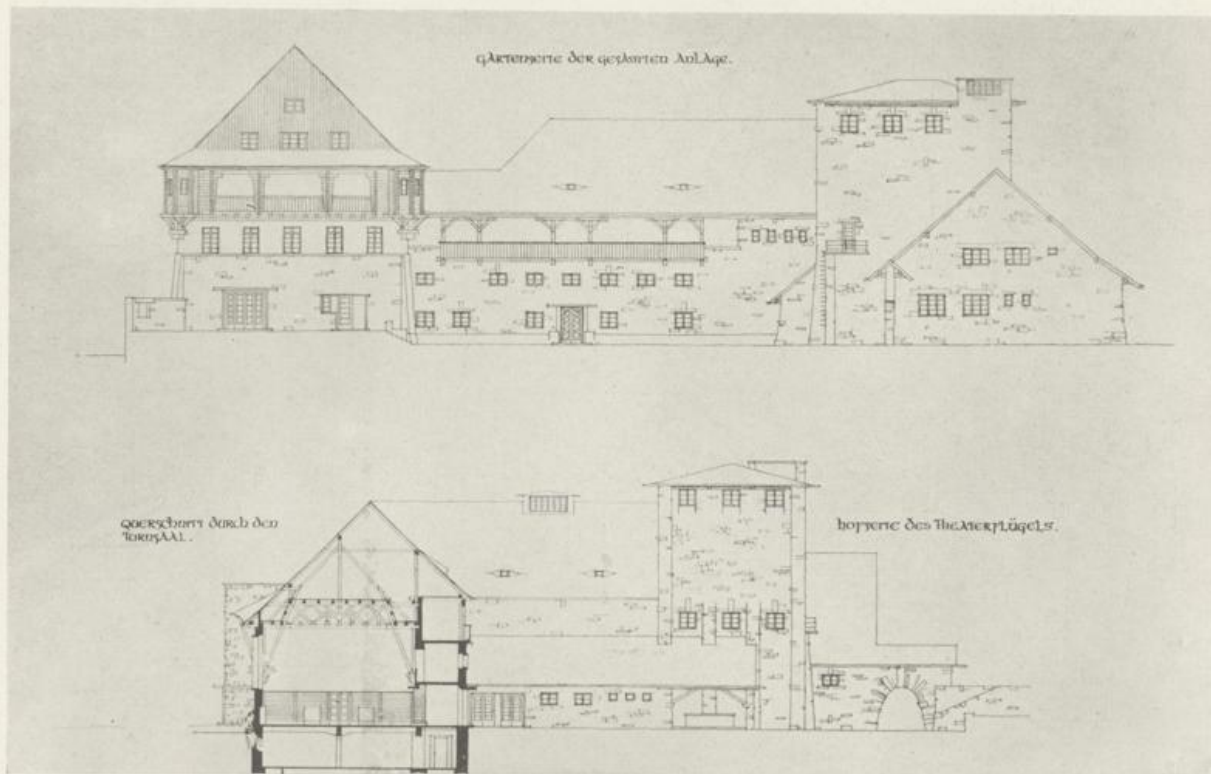 GARTENSEITE DER GESAMTEN ANLAGE.
QUERSCHNITT DURCH DEN
TURNSAAL.
HOFSEITE DES THEATERFLÜGELS.